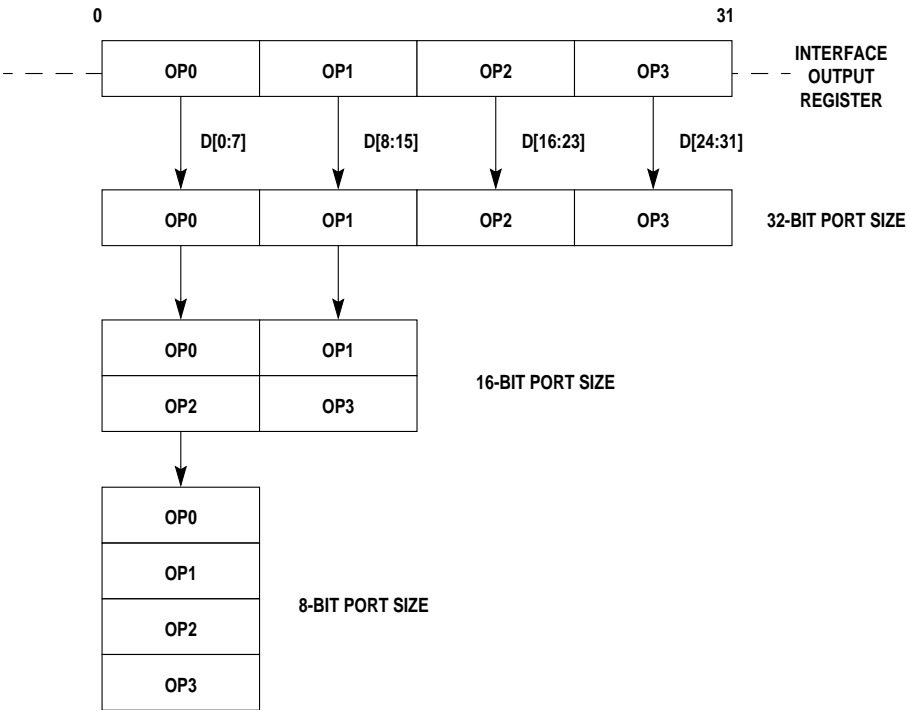 0 31
OP0 OP1 OP2 OP3
INTERFACE
OUTPUT
REGISTER
D[0:7] D[8:15] D[16:23] D[24:31]
OP0 OP1 OP2 OP3 32-BIT PORT SIZE
OP0 OP1
16-BIT PORT SIZE
OP2 OP3
OP0
OP1
8-BIT PORT SIZE
OP2
OP3